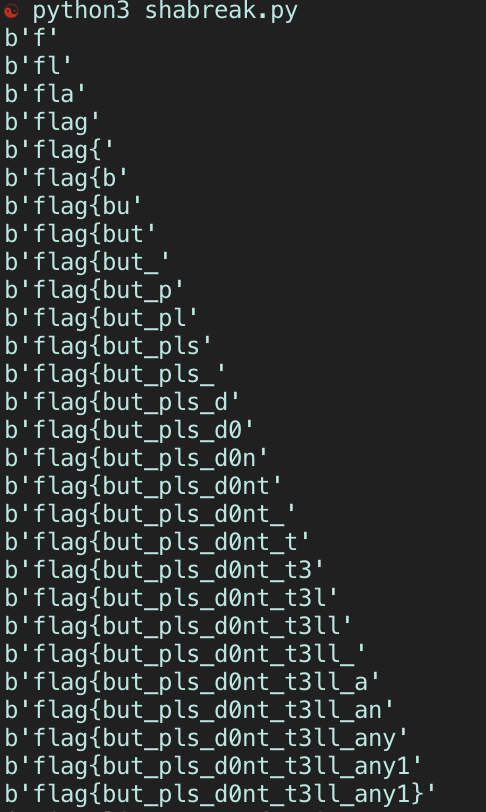 python3 shabreak.py
b'f'
b'fl'
b'fla'
b'flag'
b'flag{'
b'flag{b'
b'flag{bu'
b'flag{but'
b'flag{but_'
b'flag{but_p'
b'flag{but_pl'
b'flag{but_pls'
b'flag{but_pls_'
b'flag{but_pls_d'
b'flag{but_pls_d0'
b'flag{but_pls_d0n'
b'flag{but_pls_d0nt'
b'flag{but_pls_d0nt_'
b'flag{but_pls_d0nt_t'
b'flag{but_pls_d0nt_t3'
b'flag{but_pls_d0nt_t3l'
b'flag{but_pls_d0nt_t3ll'
b'flag{but_pls_d0nt_t3ll_'
b'flag{but_pls_d0nt_t3ll_a'
b'flag{but_pls_d0nt_t3ll_an'
b'flag{but_pls_d0nt_t3ll_any'
b'flag{but_pls_d0nt_t3ll_any1'
b'flag{but_pls_d0nt_t3ll_any1}'